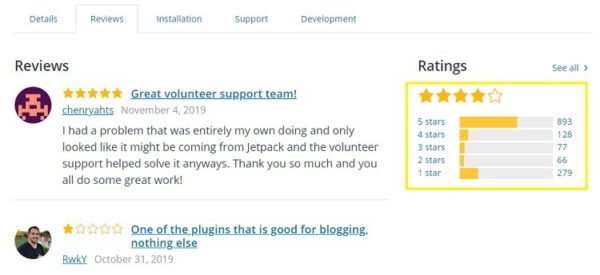 Details
Reviews
Installation
Support
Development
Reviews
Great volunteer support team!
chenryahts November 4, 2019
I had a problem that was entirely my own doing and only
looked like it might be coming from Jetpack and the volunteer
support helped solve it anyways. Thank you so much and you
all do some great work!
One of the plugins that is good for blogging,
nothing else
RwkY October 31, 2019
Ratings
See all
5 stars 893
4 stars 128
3 stars 77
2 stars 66
1 star 279